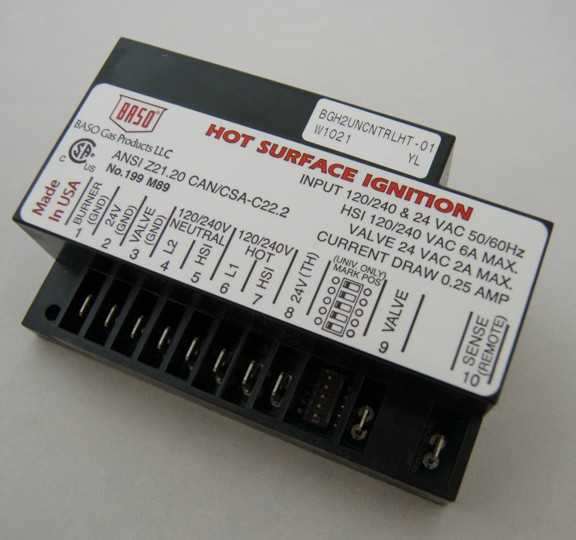 BASO
BASO Gas Products LLC
HOT SURFACE IGNITION
BGH2UNCNTRLHT-01
W1021 YL
C US
ANSI Z21.20 CAN/CSA-C22.2
No.199 M89
Made
In USA
INPUT 120/240 & 24 VAC 50/60Hz
HSI 120/240 VAC 6A MAX.
VALVE 24 VAC 2A MAX.
CURRENT DRAW 0.25 AMP
BURNER
(GND)
1
24V
(GND)
2
VALVE
(GND)
3
120/240V
NEUTRAL
L2
4
HSI
5
120/240V
HOT
L1
6
HSI
7
24V (TH)
8
(UNIV. ONLY)
MARK POS
VALVE
9
SENSE
(REMOTE)
10